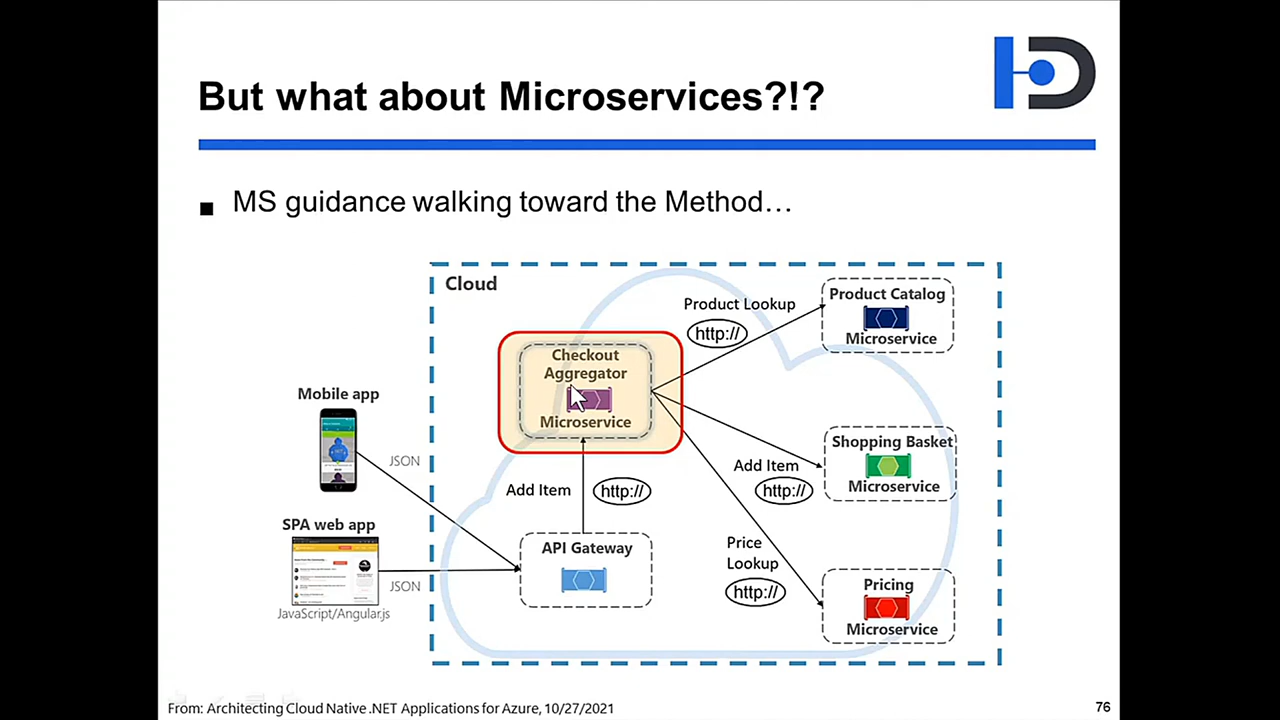 But what about Microservices?!?
■ MS guidance walking toward the Method…
Cloud
Product Lookup
http://
Product Catalog
Microservice
Checkout
Aggregator
Microservice
Mobile app
JSON
Add Item
http://
Shopping Basket
Microservice
Add Item
http://
SPA web app
JSON
JavaScript/Angular.js
API Gateway
Price
Lookup
http://
Pricing
Microservice
From: Architecting Cloud Native .NET Applications for Azure, 10/27/2021
76